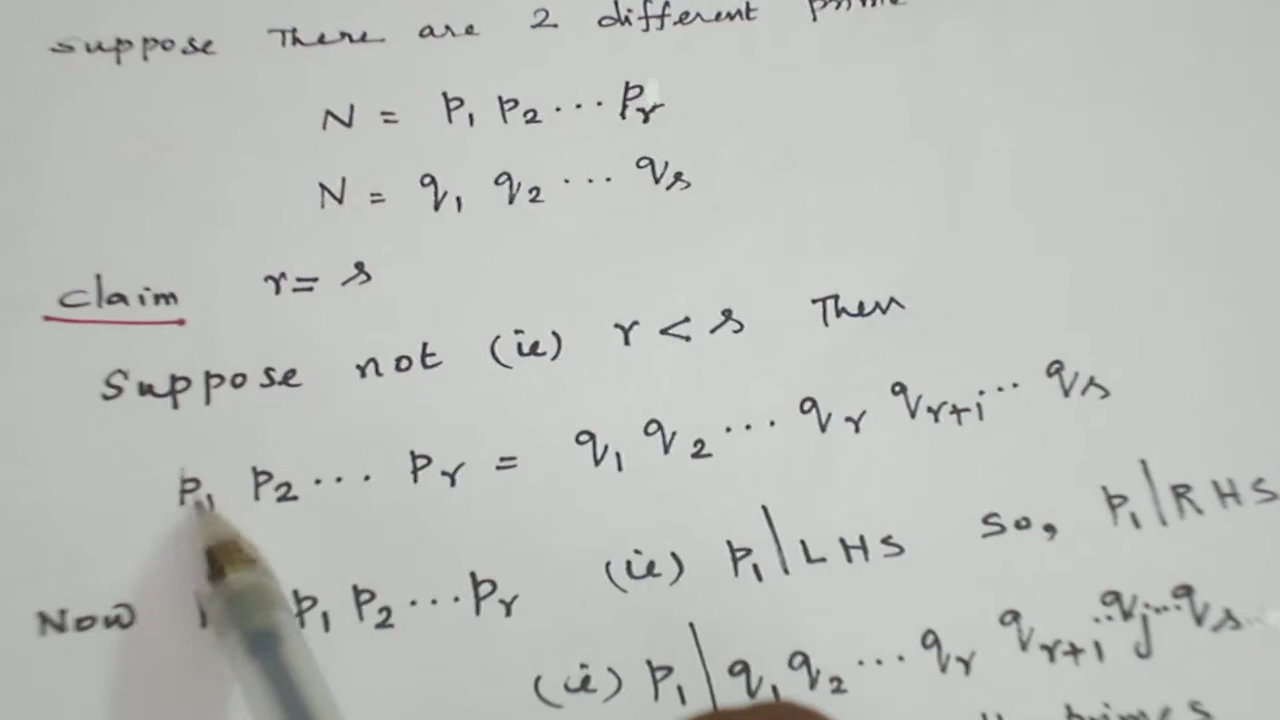 suppose There are 2 different prime
N = p₁ p₂ ... pᵣ
N = q₁ q₂ ... qₛ
Claim r = s
Suppose not (ie) r < s Then
p₁ p₂ ... pᵣ = q₁ q₂ ... qᵣ qᵣ₊₁ ... qₛ
Now p₁ p₂ ... pᵣ (ie) p₁ | LHS So, p₁ | RHS
(ie) p₁ | q₁ q₂ ... qᵣ qᵣ₊₁ .. qⱼ ... qₛ
primes